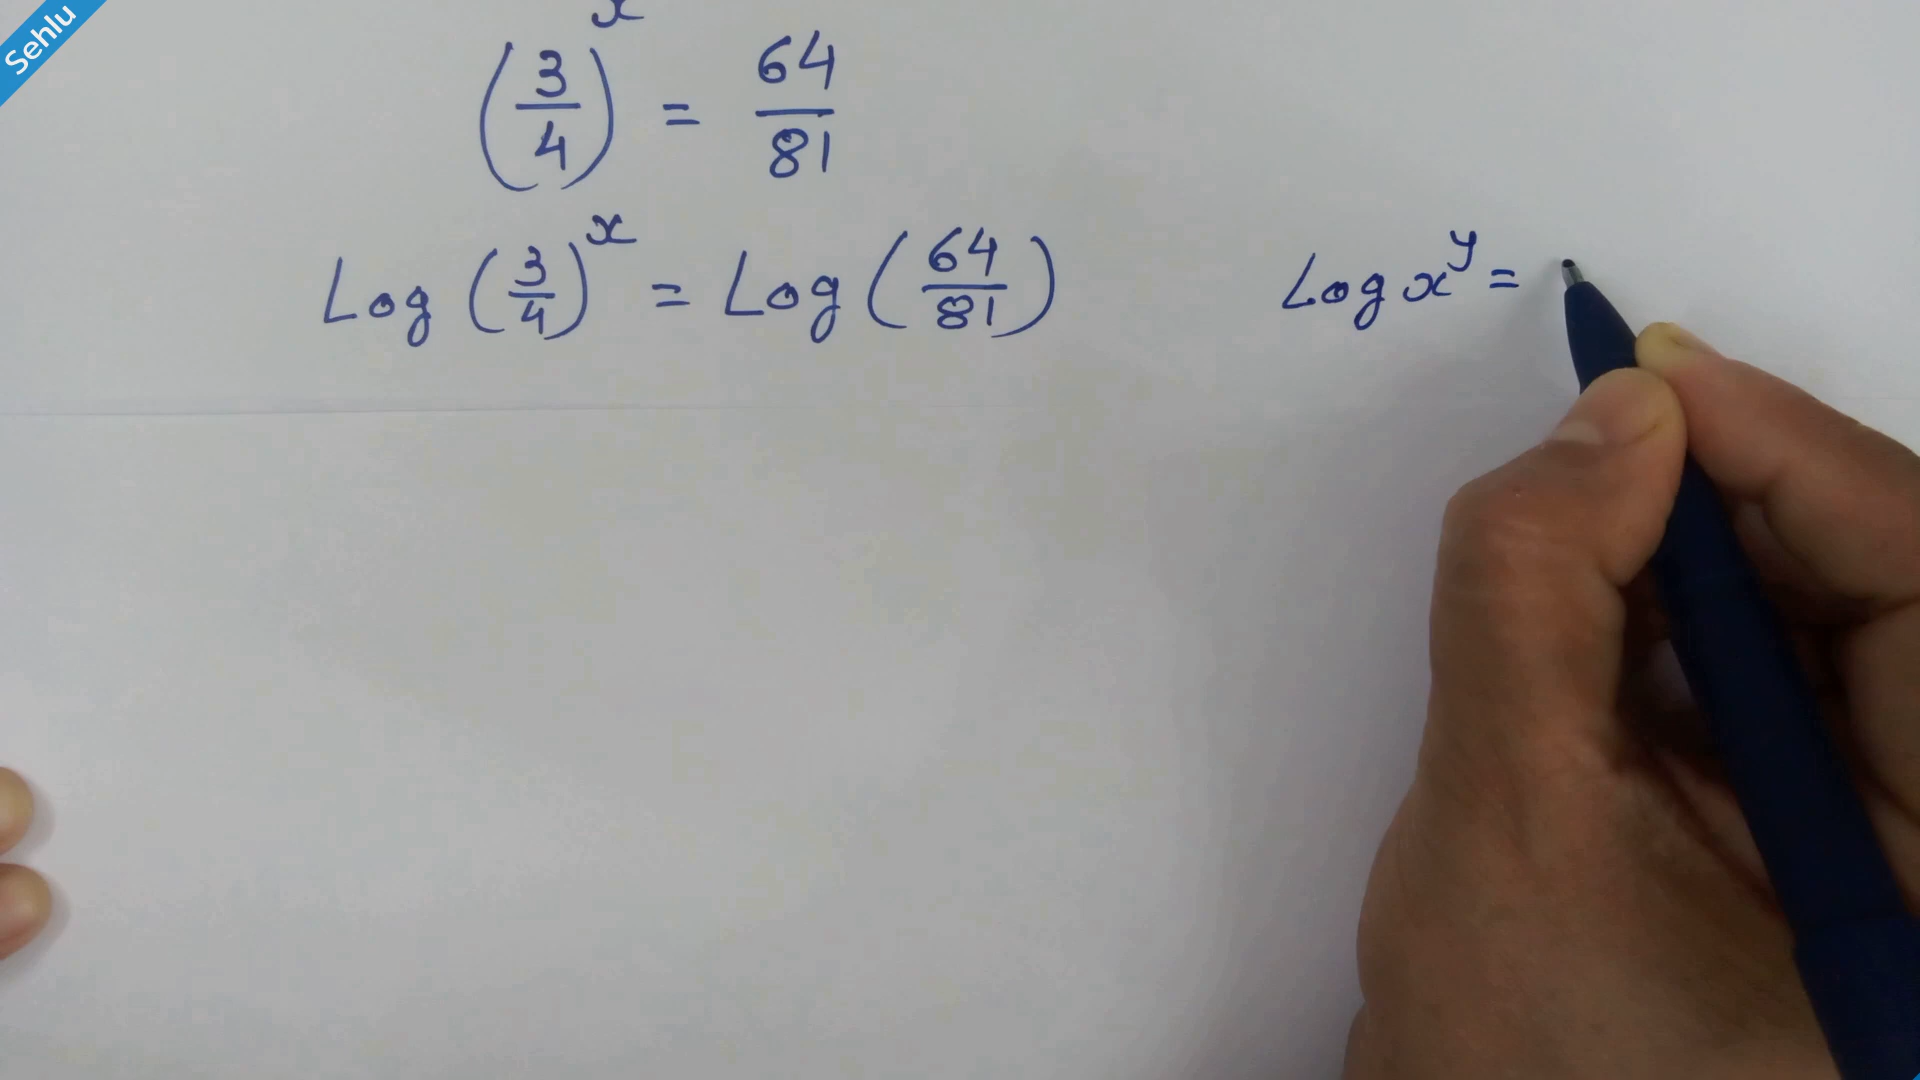 Sehlu
(3/4)^x = 64/81
Log (3/4)^x = Log (64/81)
Log x^y =